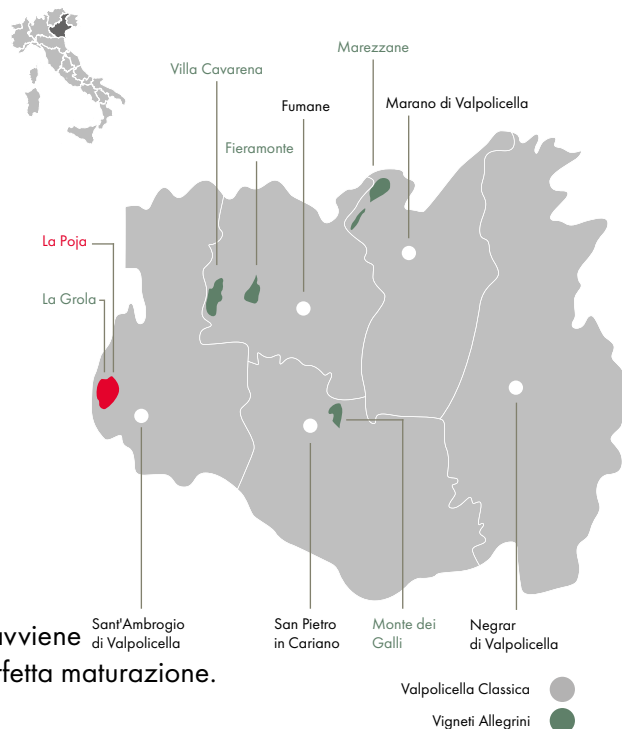 Marezzane
Villa Cavarena
Fumane
Marano di Valpolicella
Fieramonte
La Poja
La Grola
avviene
rfetta maturazione.
Sant'Ambrogio
di Valpolicella
San Pietro
in Cariano
Monte dei
Galli
Negrar
di Valpolicella
Valpolicella Classica
Vigneti Allegrini